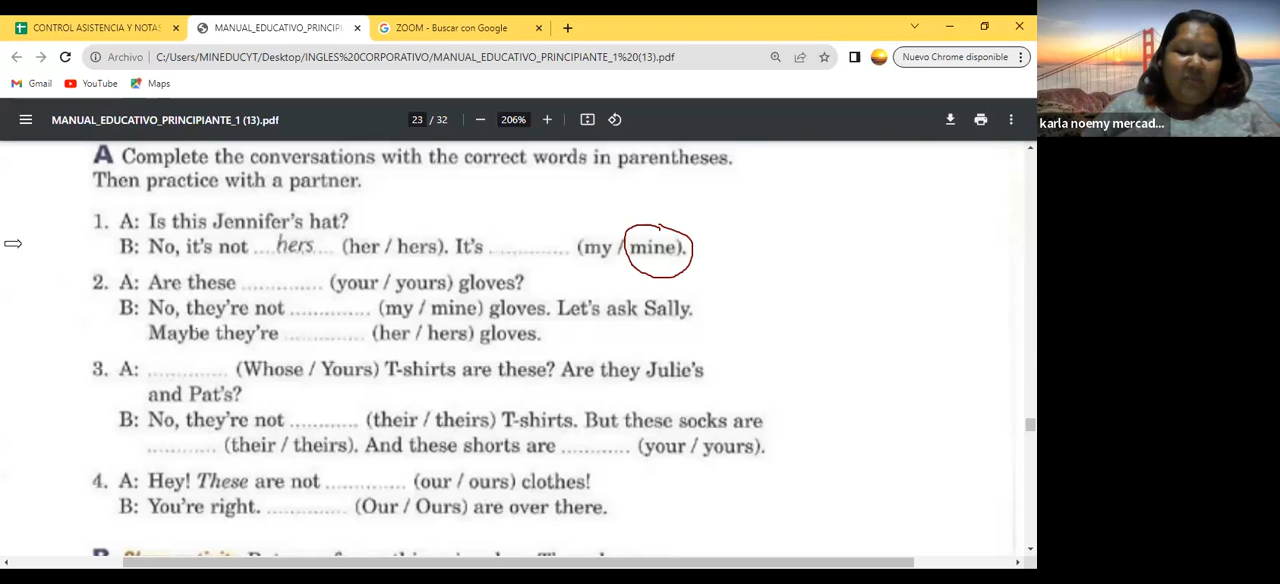 CONTROL ASISTENCIA Y NOTAS
MANUAL_EDUCATIVO_PRINCIPI
ZOOM - Buscar con Google
Archivo
C:/Users/MINEDUCYT/Desktop/INGLES%20CORPORATIVO/MANUAL_EDUCATIVO_PRINCIPIANTE_1%20(13).pdf
Nuevo Chrome disponible
Gmail
YouTube
Maps
MANUAL_EDUCATIVO_PRINCIPIANTE_1 (13).pdf
23 / 32
206%
karla noemy mercad...
A Complete the conversations with the correct words in parentheses.
Then practice with a partner.
1. A: Is this Jennifer's hat?
B: No, it's not ....hers.... (her / hers). It's .............. (my / mine).
2. A: Are these .............. (your / yours) gloves?
B: No, they're not .............. (my / mine) gloves. Let's ask Sally.
Maybe they're .............. (her / hers) gloves.
3. A: .............. (Whose / Yours) T-shirts are these? Are they Julie's
and Pat's?
B: No, they're not ............ (their / theirs) T-shirts. But these socks are
............ (their / theirs). And these shorts are ............ (your / yours).
4. A: Hey! These are not .............. (our / ours) clothes!
B: You're right. .............. (Our / Ours) are over there.